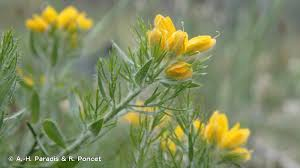 © A.-H. Paradis & R. Poncet